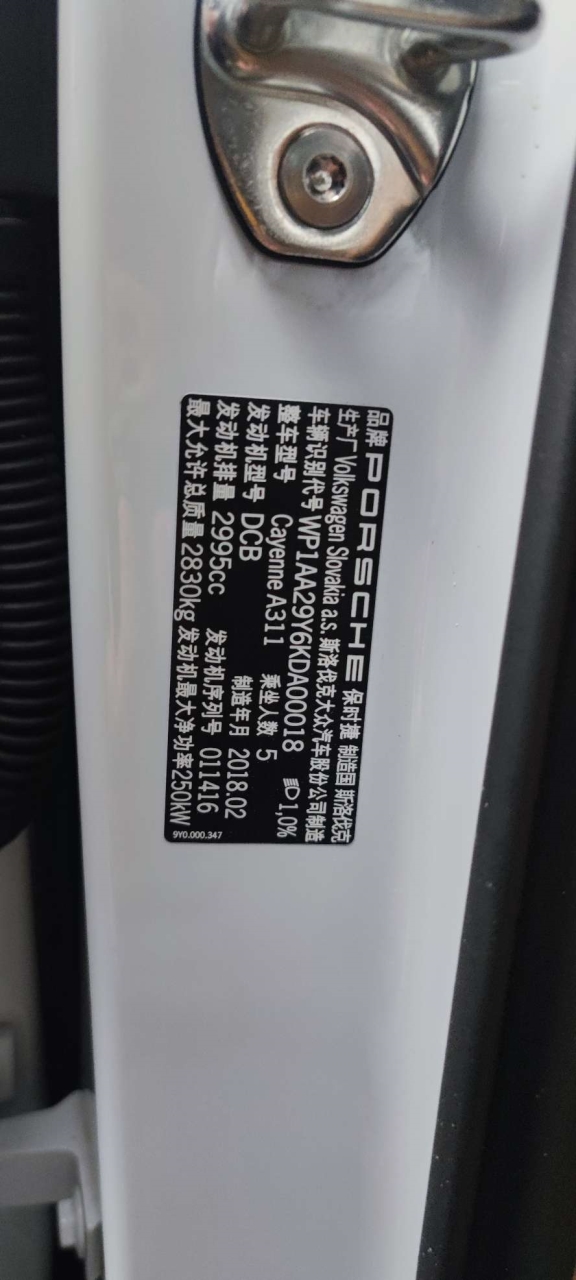 品牌 PORSCHE 保时捷 制造国 斯洛伐克
生产厂 Volkswagen Slovakia a.s. 斯洛伐克大众汽车股份公司制造
车辆识别代号 WP1AA29Y6KDA00018 1,0%
整车型号 Cayenne A311 乘坐人数 5
发动机型号 DCB 制造年月 2018.02
发动机排量 2995cc 发动机序列号 011416
最大允许总质量 2830kg 发动机最大净功率250kW
9Y0.000.347